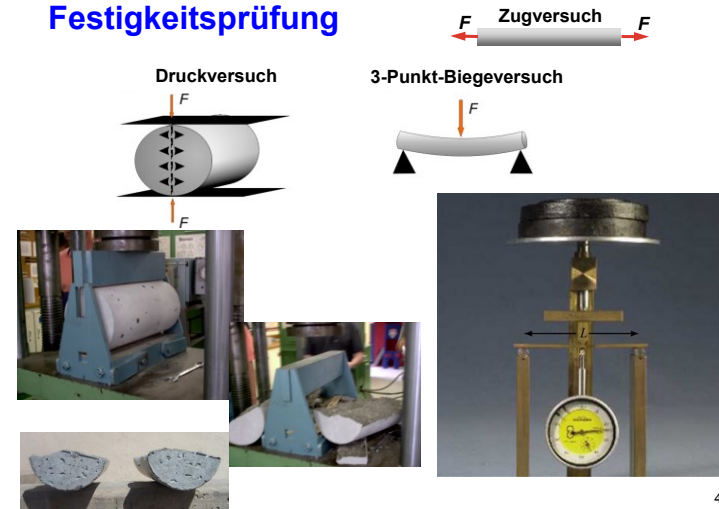 Festigkeitsprüfung
Zugversuch
F F
Druckversuch
3-Punkt-Biegeversuch
F
F
F
L
4